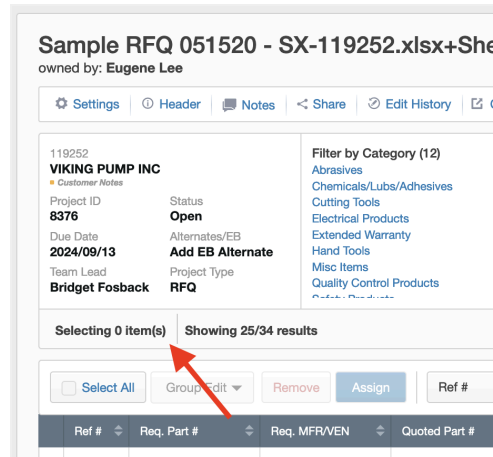 Sample RFQ 051520 - SX-119252.xlsx+She
owned by: Eugene Lee
Settings Header Notes Share Edit History
119252
VIKING PUMP INC
Customer Notes
Project ID Status
8376 Open
Due Date Alternates/EB
2024/09/13 Add EB Alternate
Team Lead Project Type
Bridget Fosback RFQ
Filter by Category (12)
Abrasives
Chemicals/Lubs/Adhesives
Cutting Tools
Electrical Products
Extended Warranty
Hand Tools
Misc Items
Quality Control Products
Safety Products
Selecting 0 item(s) Showing 25/34 results
Select All Group Edit Remove Assign Ref #
Ref # Req. Part # Req. MFR/VEN Quoted Part #